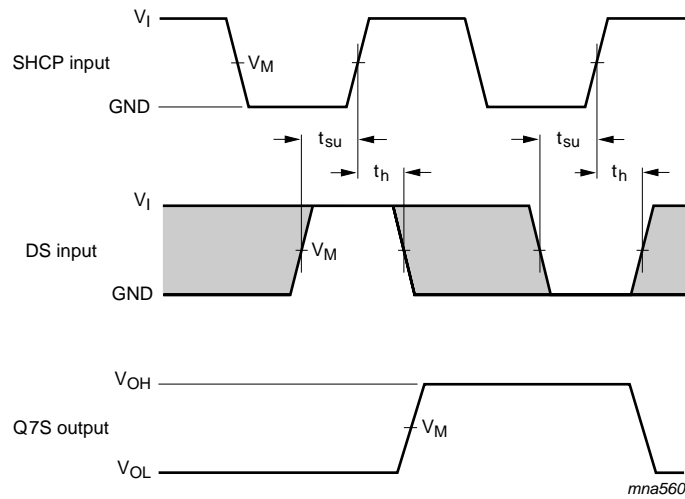 V_I
SHCP input
V_M
GND
t_su
t_su
t_h
t_h
V_I
DS input
V_M
GND
V_OH
Q7S output
V_M
V_OL
mna560